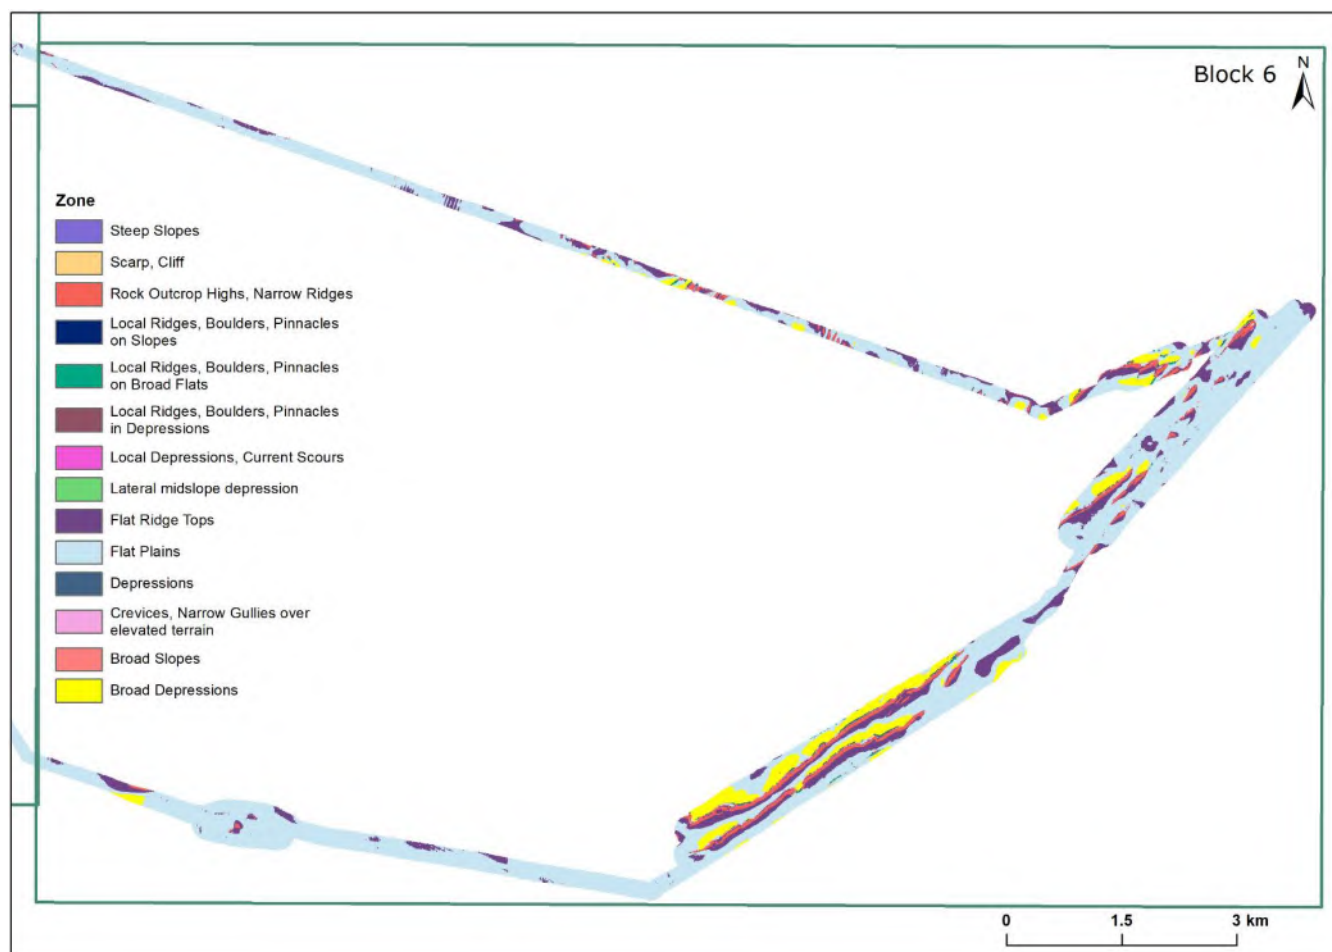 Block 6
N
Zone
Steep Slopes
Scarp, Cliff
Rock Outcrop Highs, Narrow Ridges
Local Ridges, Boulders, Pinnacles
on Slopes
Local Ridges, Boulders, Pinnacles
on Broad Flats
Local Ridges, Boulders, Pinnacles
in Depressions
Local Depressions, Current Scours
Lateral midslope depression
Flat Ridge Tops
Flat Plains
Depressions
Crevices, Narrow Gullies over
elevated terrain
Broad Slopes
Broad Depressions
0 1.5 3 km